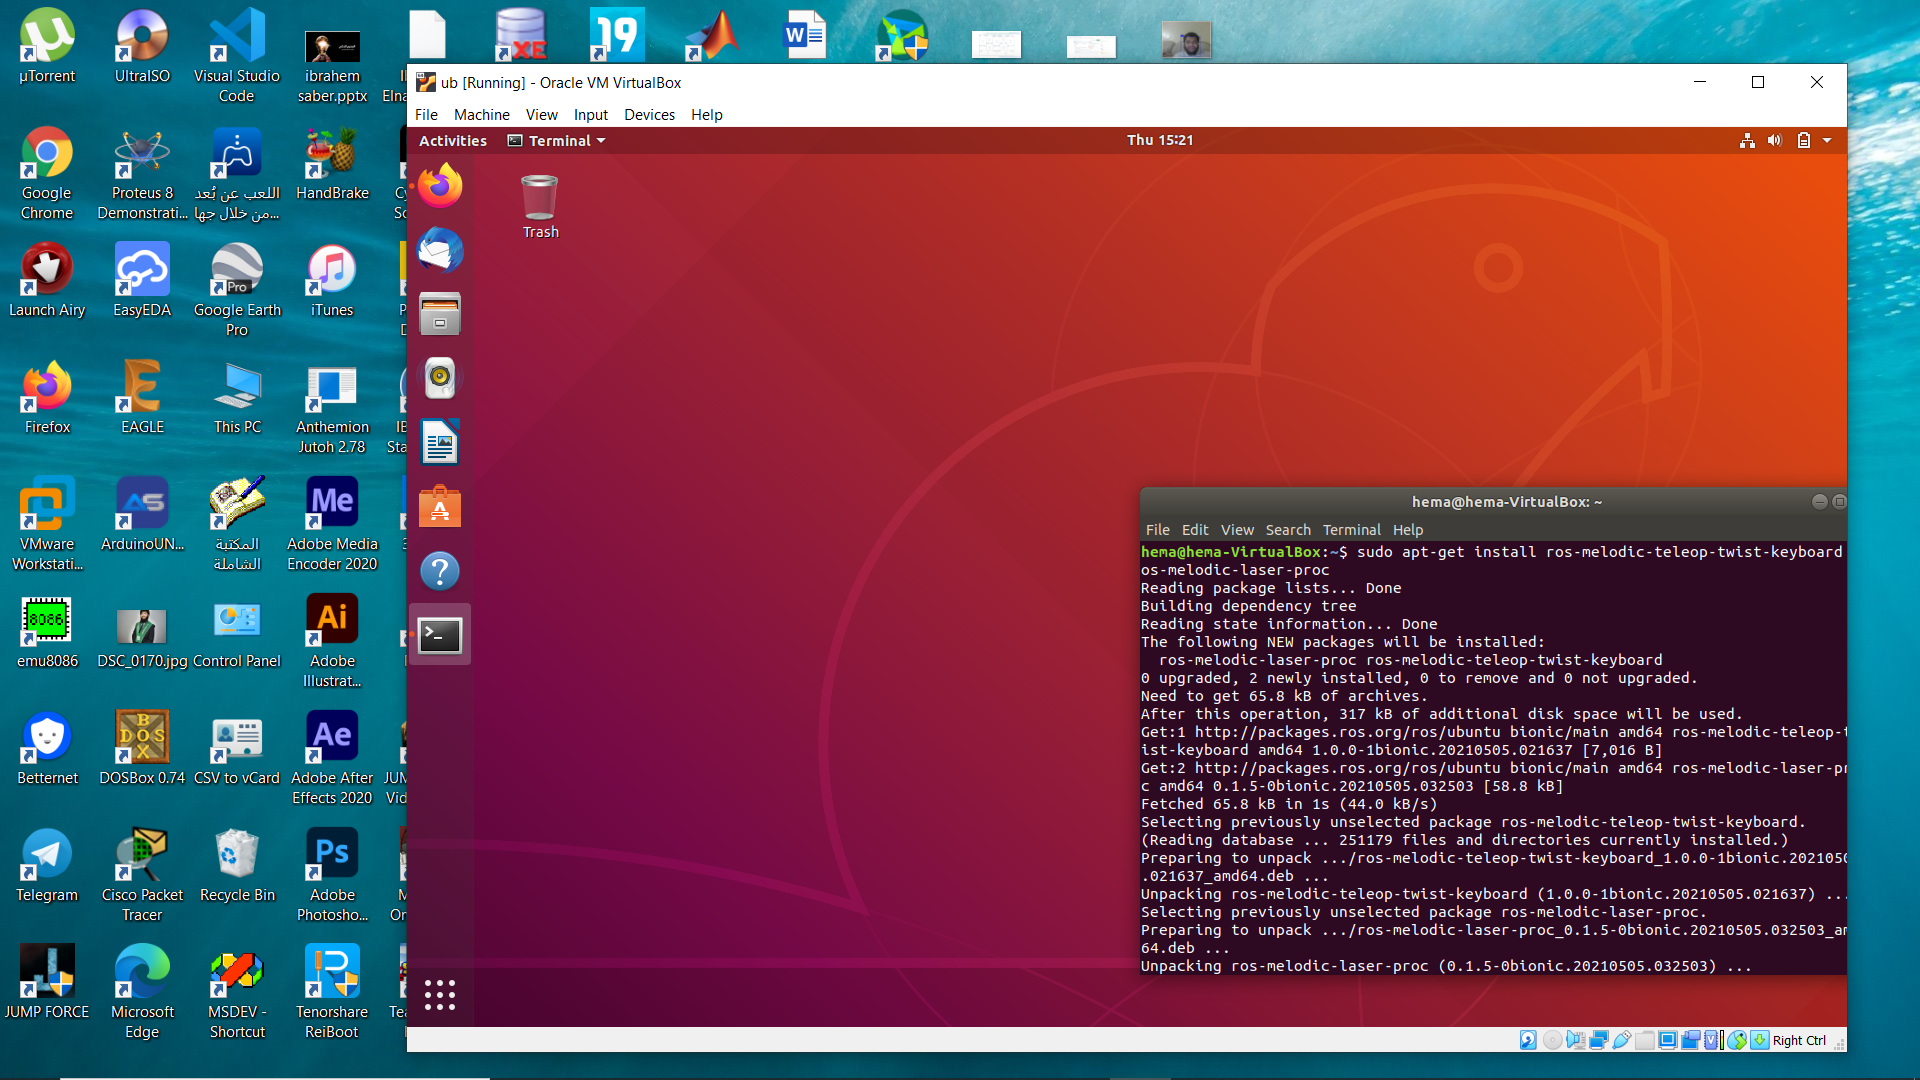 µTorrent
UltraISO
Visual Studio
Code
ibrahem
saber.pptx
Elna
XE
19
W
Google
Chrome
Proteus 8
Demonstrati...
اللعب عن بُعد
من خلال جها...
HandBrake
Launch Airy
EasyEDA
Pro
Google Earth
Pro
iTunes
Firefox
EAGLE
This PC
Anthemion
Jutoh 2.78
VMware
Workstati...
AS
ArduinoUN...
المكتبة
الشاملة
Me
Adobe Media
Encoder 2020
8086
emu8086
DSC_0170.jpg
Control Panel
Ai
Adobe
Illustrat...
Betternet
BOSOX
DOS
DOSBox 0.74
CSV to vCard
Ae
Adobe After
Effects 2020
Telegram
Cisco Packet
Tracer
Recycle Bin
Ps
Adobe
Photosho...
JUMP FORCE
Microsoft
Edge
MSDEV -
Shortcut
Tenorshare
ReiBoot
ub [Running] - Oracle VM VirtualBox
File Machine View Input Devices Help
Activities Terminal Thu 15:21
Trash
hema@hema-VirtualBox: ~
File Edit View Search Terminal Help
hema@hema-VirtualBox:~$ sudo apt-get install ros-melodic-teleop-twist-keyboard
os-melodic-laser-proc
Reading package lists... Done
Building dependency tree
Reading state information... Done
The following NEW packages will be installed:
ros-melodic-laser-proc ros-melodic-teleop-twist-keyboard
0 upgraded, 2 newly installed, 0 to remove and 0 not upgraded.
Need to get 65.8 kB of archives.
After this operation, 317 kB of additional disk space will be used.
Get:1 http://packages.ros.org/ros/ubuntu bionic/main amd64 ros-melodic-teleop-t
ist-keyboard amd64 1.0.0-1bionic.20210505.021637 [7,016 B]
Get:2 http://packages.ros.org/ros/ubuntu bionic/main amd64 ros-melodic-laser-pr
c amd64 0.1.5-0bionic.20210505.032503 [58.8 kB]
Fetched 65.8 kB in 1s (44.0 kB/s)
Selecting previously unselected package ros-melodic-teleop-twist-keyboard.
(Reading database ... 251179 files and directories currently installed.)
Preparing to unpack .../ros-melodic-teleop-twist-keyboard_1.0.0-1bionic.2021050
.021637_amd64.deb ...
Unpacking ros-melodic-teleop-twist-keyboard (1.0.0-1bionic.20210505.021637) ...
Selecting previously unselected package ros-melodic-laser-proc.
Preparing to unpack .../ros-melodic-laser-proc_0.1.5-0bionic.20210505.032503_am
64.deb ...
Unpacking ros-melodic-laser-proc (0.1.5-0bionic.20210505.032503) ...
Right Ctrl